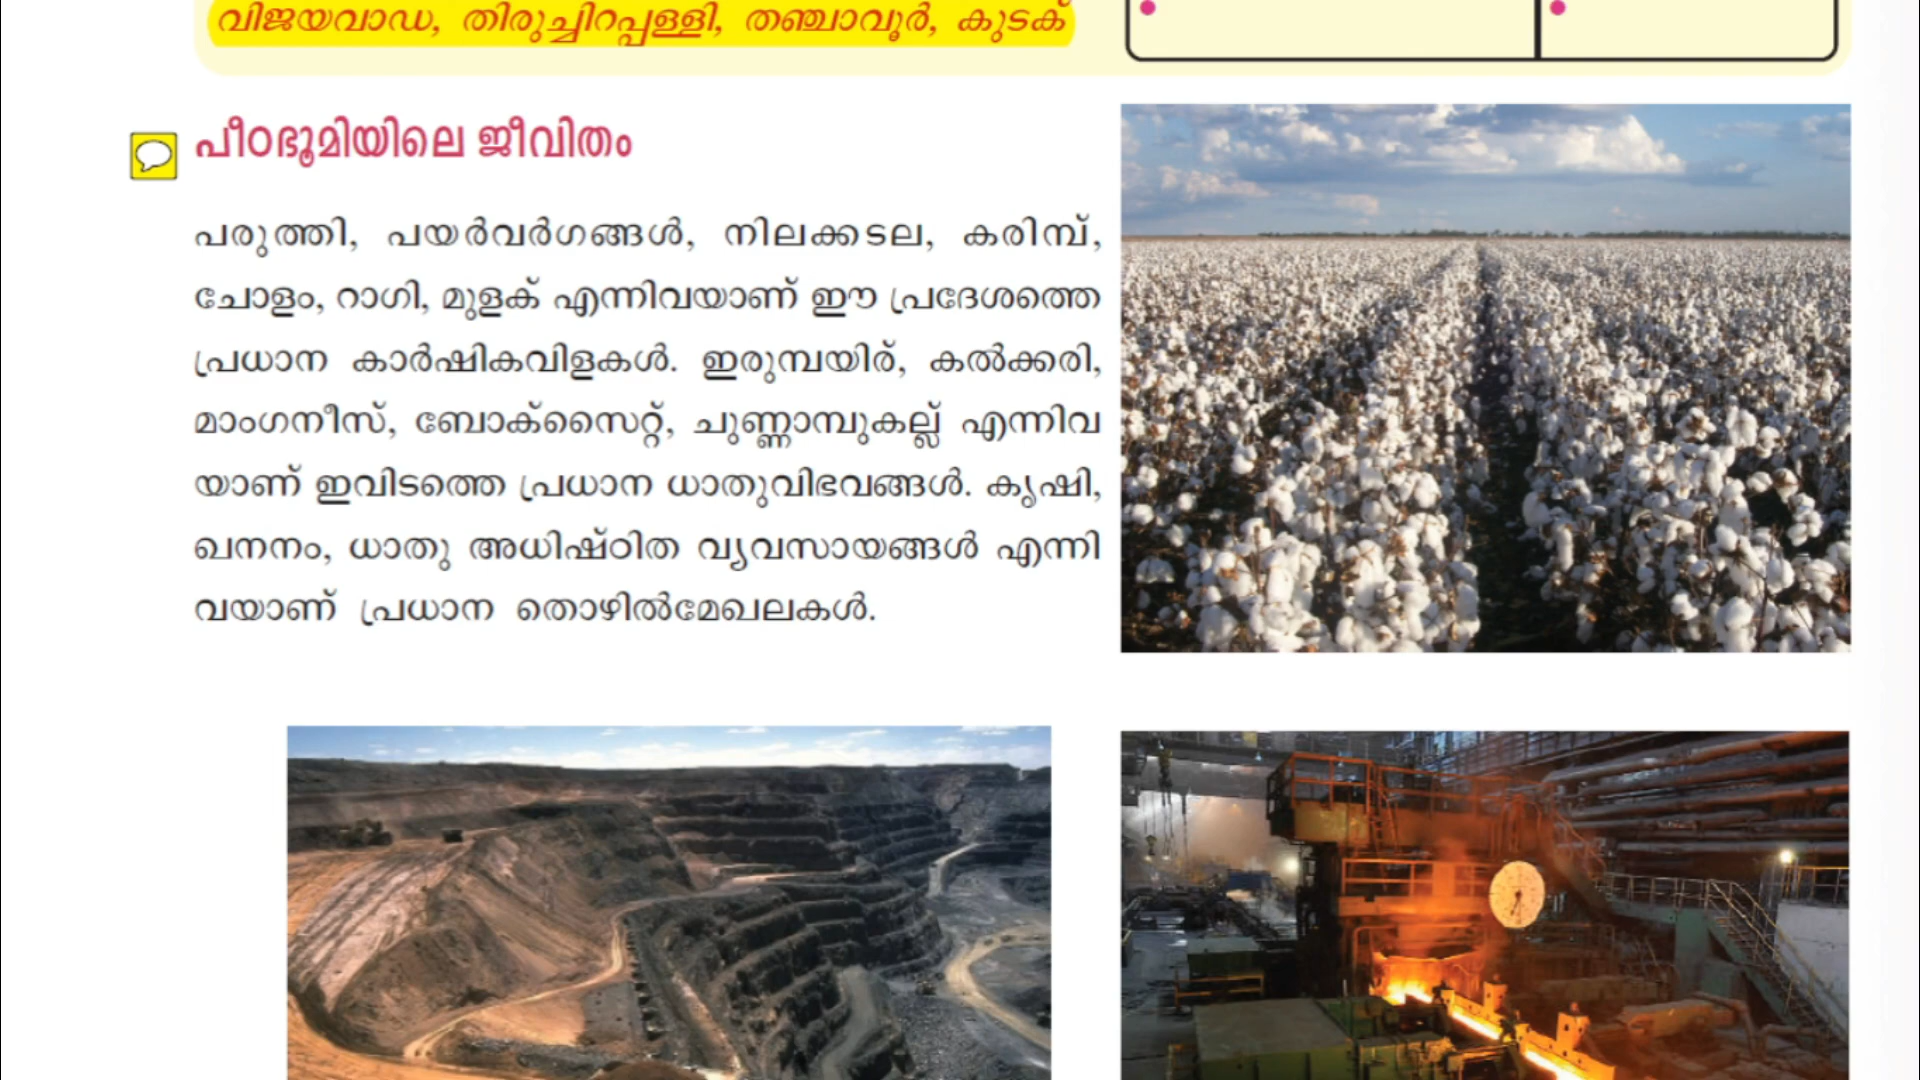 വിജയവാഡ, തിരുച്ചിറപ്പള്ളി, തഞ്ചാവൂർ, കുടക്
പീഠഭൂമിയിലെ ജീവിതം
പരുത്തി, പയർവർഗങ്ങൾ, നിലക്കടല, കരിമ്പ്,
ചോളം, റാഗി, മുളക് എന്നിവയാണ് ഈ പ്രദേശത്തെ
പ്രധാന കാർഷികവിളകൾ. ഇരുമ്പയിര്, കൽക്കരി,
മാംഗനീസ്, ബോക്സൈറ്റ്, ചുണ്ണാമ്പുകല്ല് എന്നിവ
യാണ് ഇവിടത്തെ പ്രധാന ധാതുവിഭവങ്ങൾ. കൃഷി,
ഖനനം, ധാതു അധിഷ്ഠിത വ്യവസായങ്ങൾ എന്നി
വയാണ് പ്രധാന തൊഴിൽമേഖലകൾ.